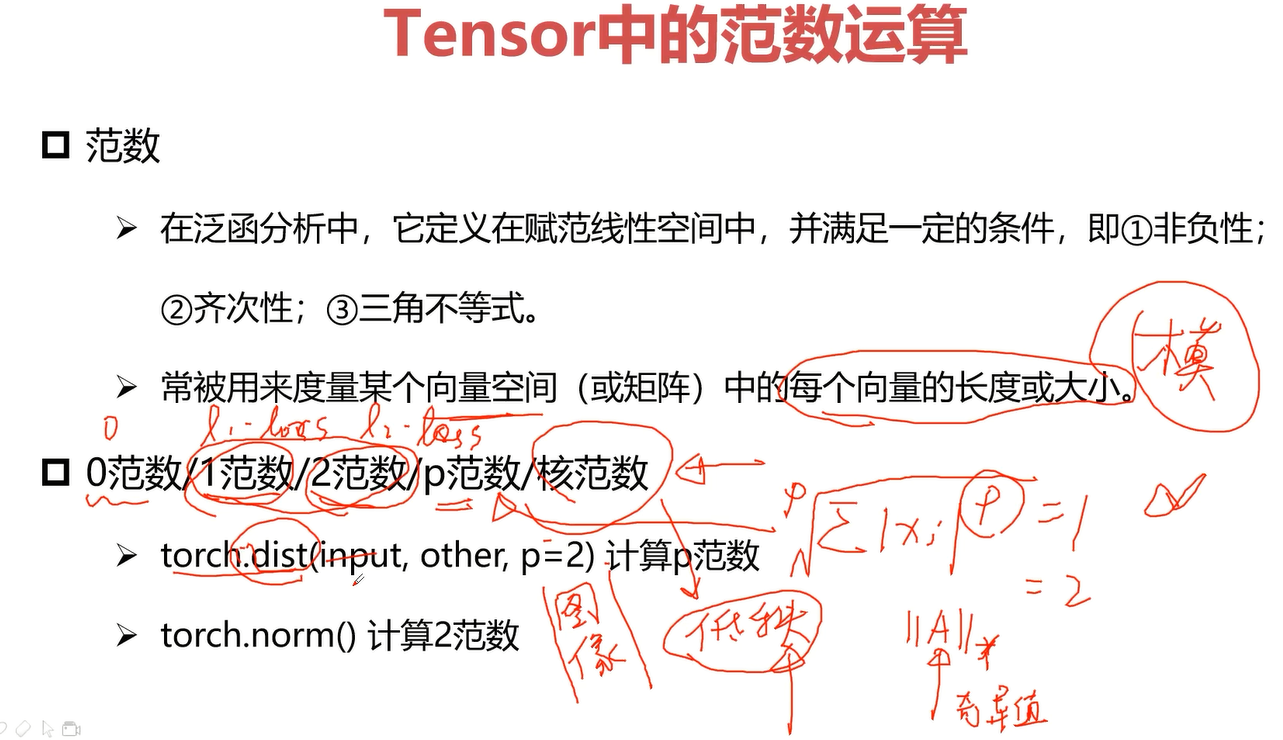 Tensor中的范数运算
范数
在泛函分析中，它定义在赋范线性空间中，并满足一定的条件，即①非负性；
②齐次性；③三角不等式。
常被用来度量某个向量空间（或矩阵）中的每个向量的长度或大小。
模
0 l1-loss l2-loss
0范数/1范数/2范数/p范数/核范数
p√Σ|xi|p =1
=2
torch.dist(input, other, p=2) 计算p范数
torch.norm() 计算2范数
图像
低秩
||A||*
奇异值